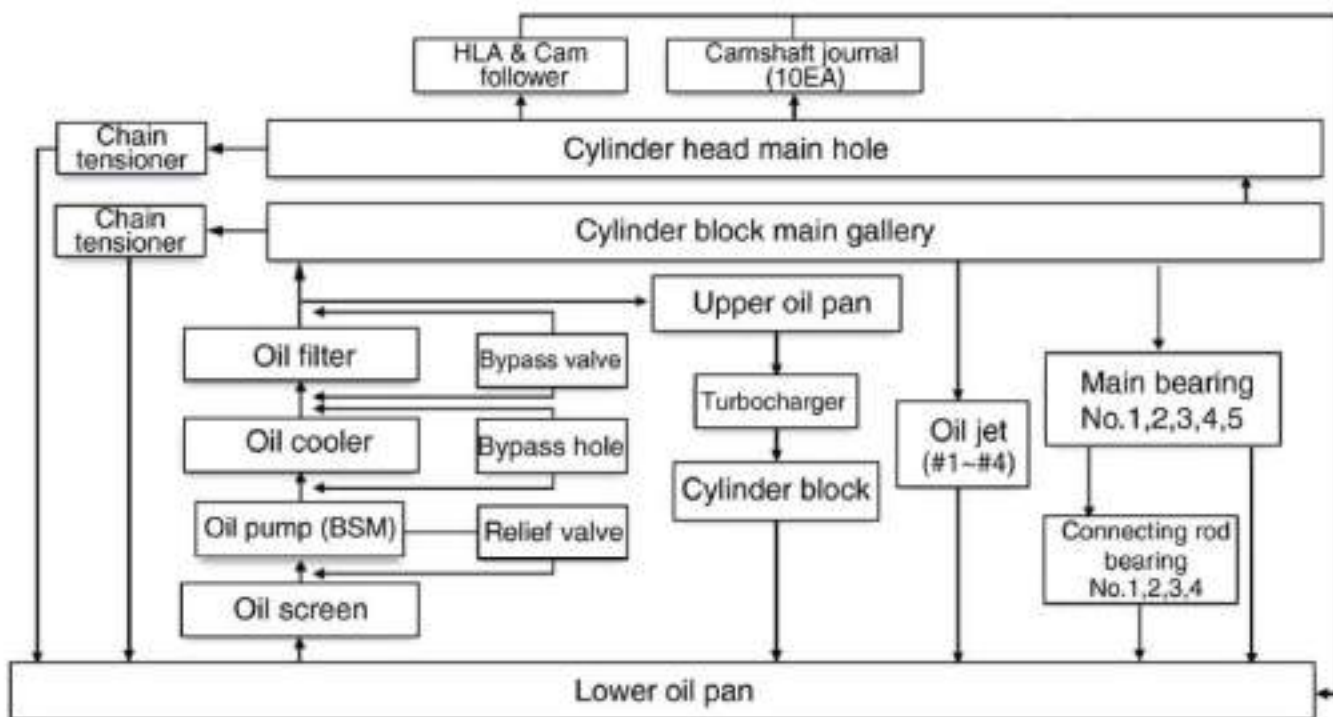 HLA & Cam
follower
Camshaft journal
(10EA)
Chain
tensioner
Cylinder head main hole
Chain
tensioner
Cylinder block main gallery
Upper oil pan
Oil filter
Bypass valve
Turbocharger
Main bearing
No.1,2,3,4,5
Oil cooler
Bypass hole
Oil jet
(#1~#4)
Cylinder block
Oil pump (BSM)
Relief valve
Connecting rod
bearing
No.1,2,3,4
Oil screen
Lower oil pan